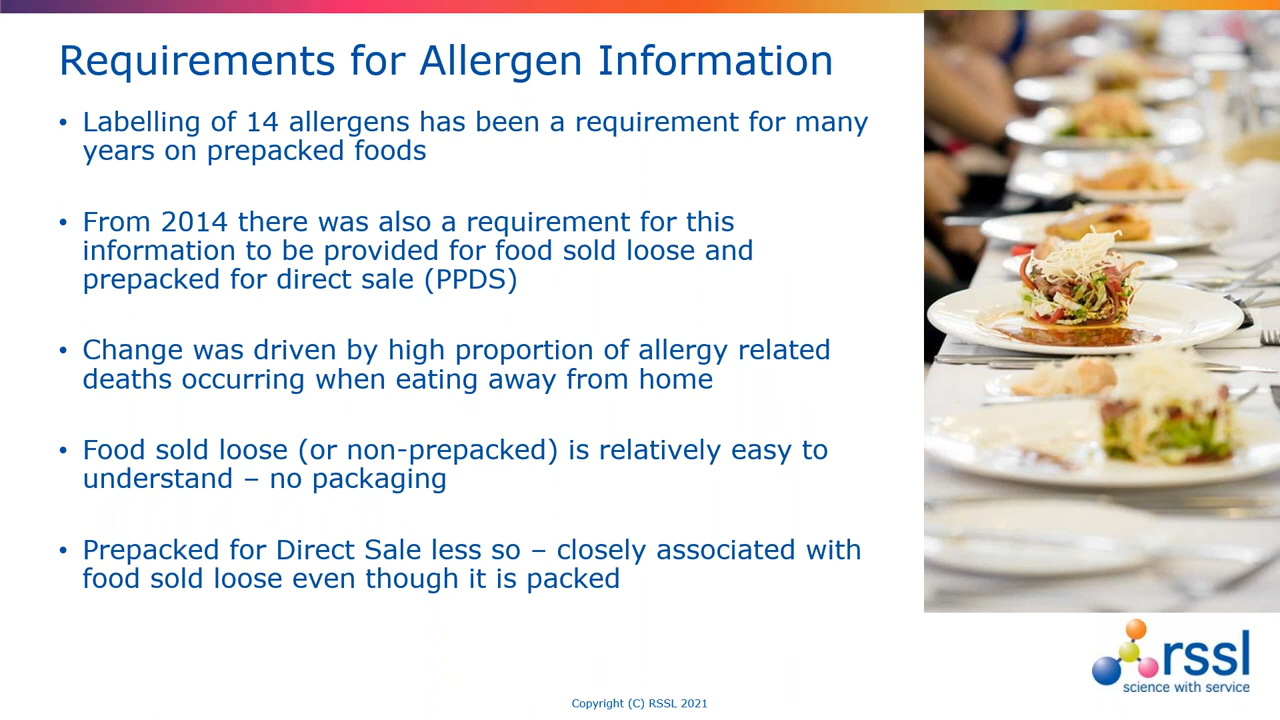 Requirements for Allergen Information
• Labelling of 14 allergens has been a requirement for many
years on prepacked foods
• From 2014 there was also a requirement for this
information to be provided for food sold loose and
prepacked for direct sale (PPDS)
• Change was driven by high proportion of allergy related
deaths occurring when eating away from home
• Food sold loose (or non-prepacked) is relatively easy to
understand – no packaging
• Prepacked for Direct Sale less so – closely associated with
food sold loose even though it is packed
rssl
science with service
Copyright (C) RSSL 2021